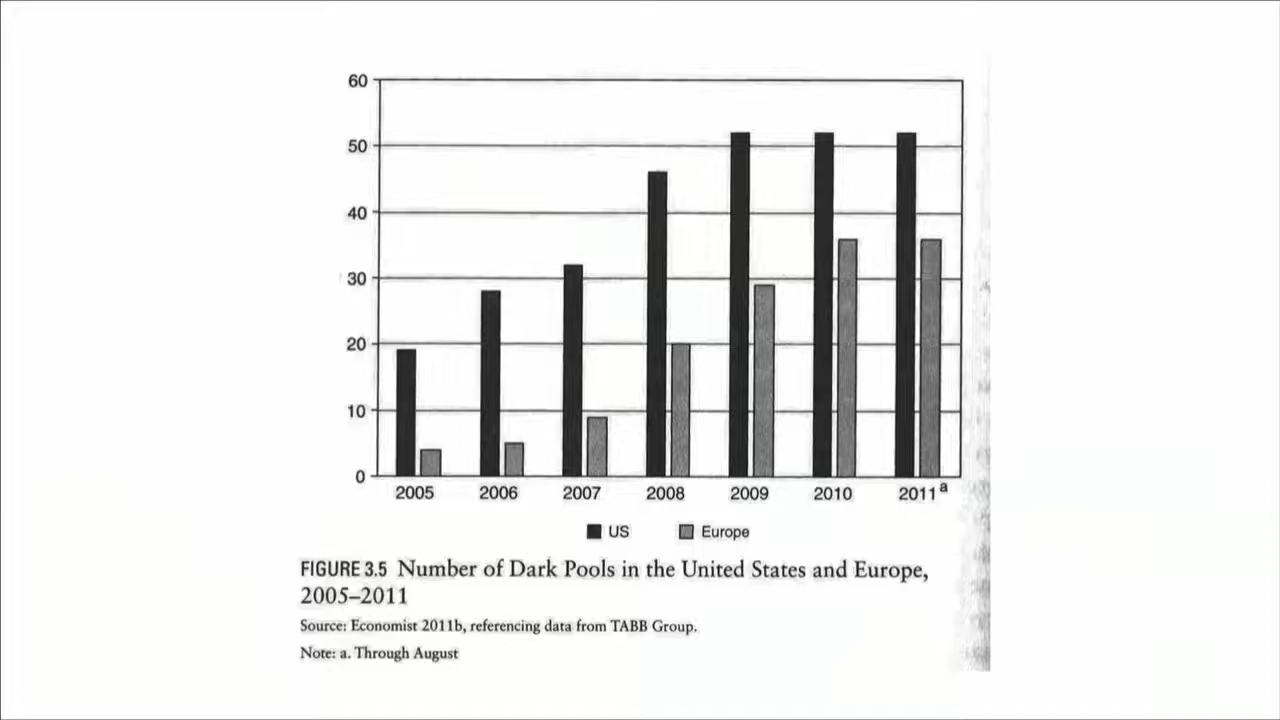 60
50
40
30
20
10
0
2005 2006 2007 2008 2009 2010 2011 a
US Europe
FIGURE 3.5 Number of Dark Pools in the United States and Europe,
2005–2011
Source: Economist 2011b, referencing data from TABB Group.
Note: a. Through August